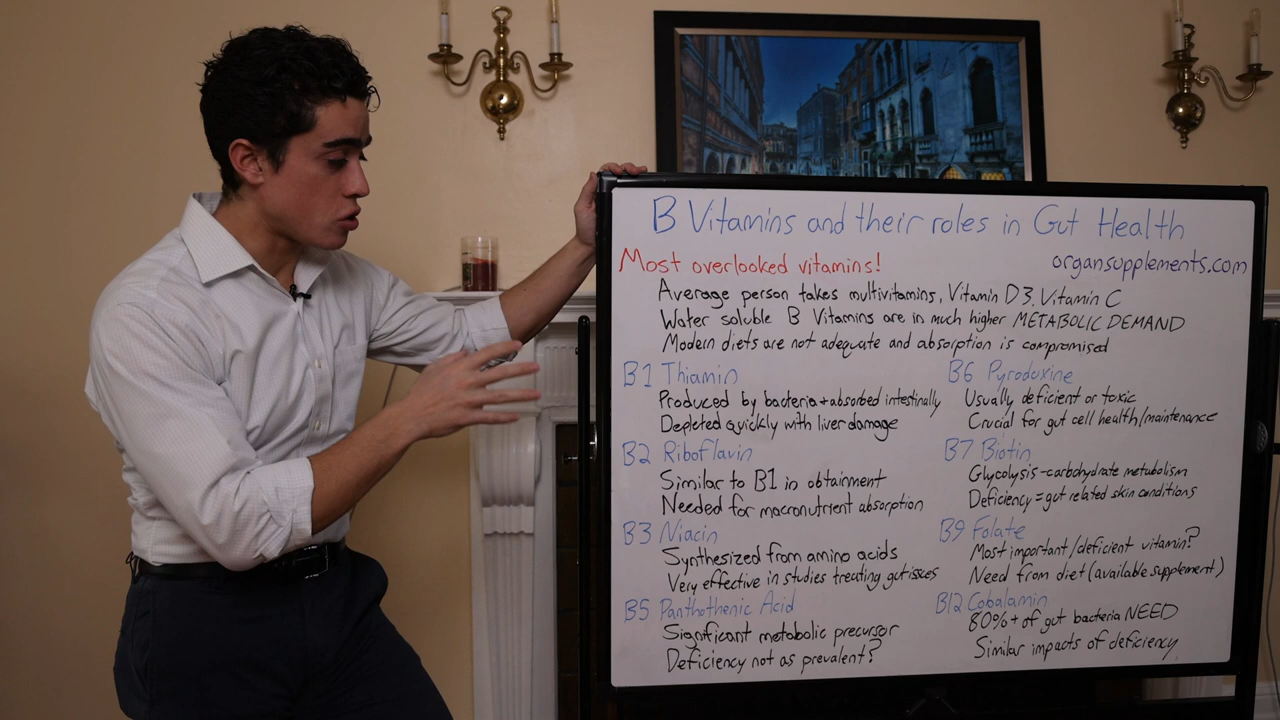 B Vitamins and their roles in Gut Health
Most overlooked vitamins!
organsupplements.com
Average person takes multivitamins, Vitamin D3, Vitamin C
Water soluble B Vitamins are in much higher METABOLIC DEMAND
Modern diets are not adequate and absorption is compromised
B1 Thiamin
Produced by bacteria + absorbed intestinally
Depleted quickly with liver damage
B2 Riboflavin
Similar to B1 in obtainment
Needed for macronutrient absorption
B3 Niacin
Synthesized from amino acids
Very effective in studies treating gut issues
B5 Panthothenic Acid
Significant metabolic precursor
Deficiency not as prevalent?
B6 Pyrodoxine
Usually deficient or toxic
Crucial for gut cell health/maintenance
B7 Biotin
Glycolysis - carbohydrate metabolism
Deficiency = gut related skin conditions
B9 Folate
Most important/deficient vitamin?
Need from diet (available supplement)
B12 Cobalamin
80%+ of gut bacteria NEED
Similar impacts of deficiency